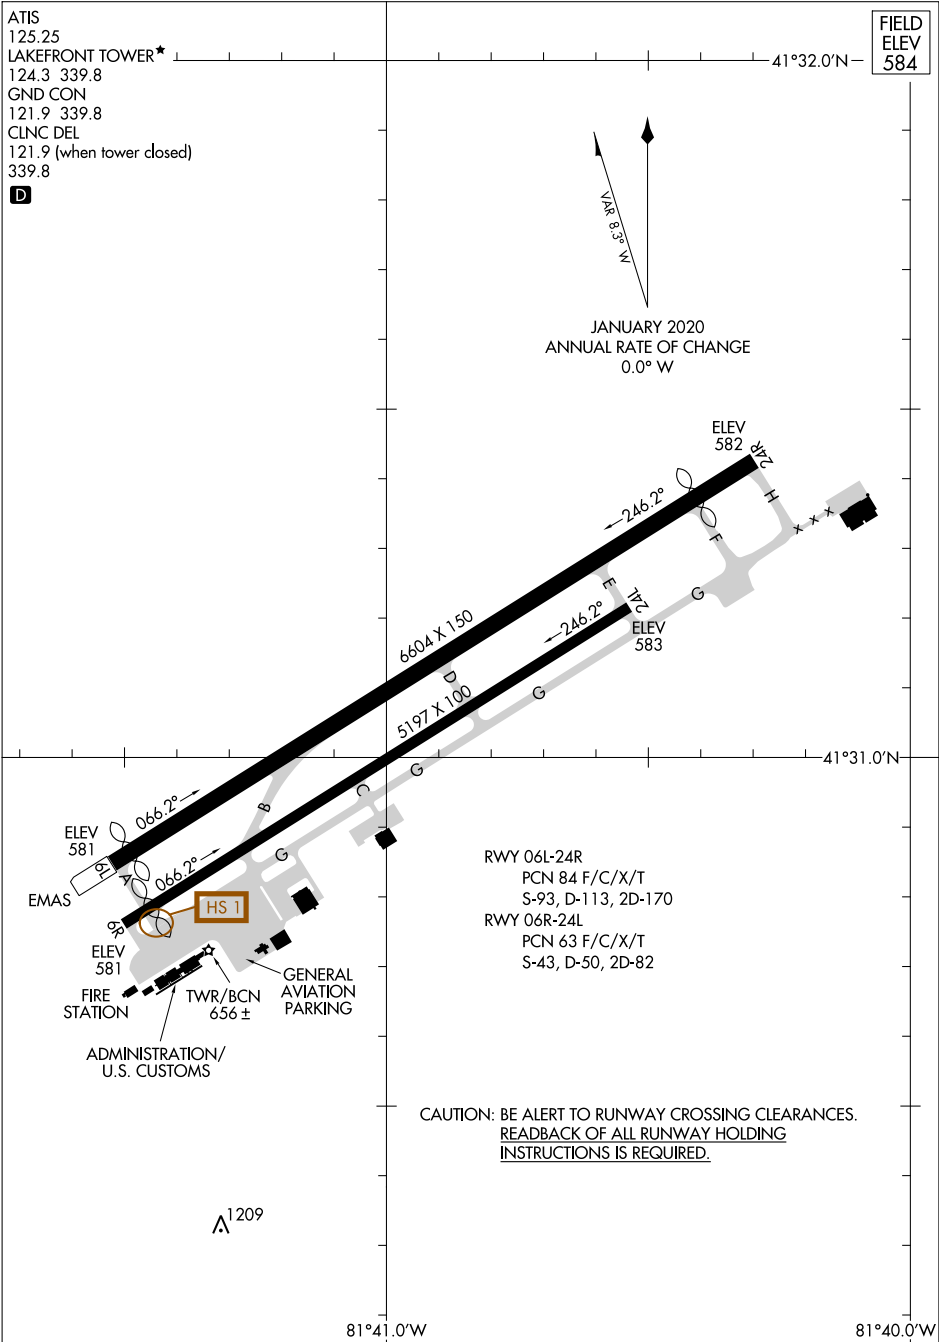 ATIS
125.25
LAKEFRONT TOWER★
124.3 339.8
GND CON
121.9 339.8
CLNC DEL
121.9 (when tower closed)
339.8
D
FIELD
ELEV
584
41°32.0'N
VAR 8.3° W
JANUARY 2020
ANNUAL RATE OF CHANGE
0.0° W
ELEV
582
24R
H
246.2°
F
x x x
E
24L
G
246.2°
ELEV
583
6604 X 150
D
5197 X 100
G
41°31.0'N
G
C
B
066.2°
ELEV
581
6L
G
066.2°
A
EMAS
HS 1
6R
ELEV
581
FIRE
STATION
TWR/BCN
656 ±
GENERAL
AVIATION
PARKING
ADMINISTRATION/
U.S. CUSTOMS
RWY 06L-24R
PCN 84 F/C/X/T
S-93, D-113, 2D-170
RWY 06R-24L
PCN 63 F/C/X/T
S-43, D-50, 2D-82
CAUTION: BE ALERT TO RUNWAY CROSSING CLEARANCES.
READBACK OF ALL RUNWAY HOLDING
INSTRUCTIONS IS REQUIRED.
1209
81°41.0'W
81°40.0'W